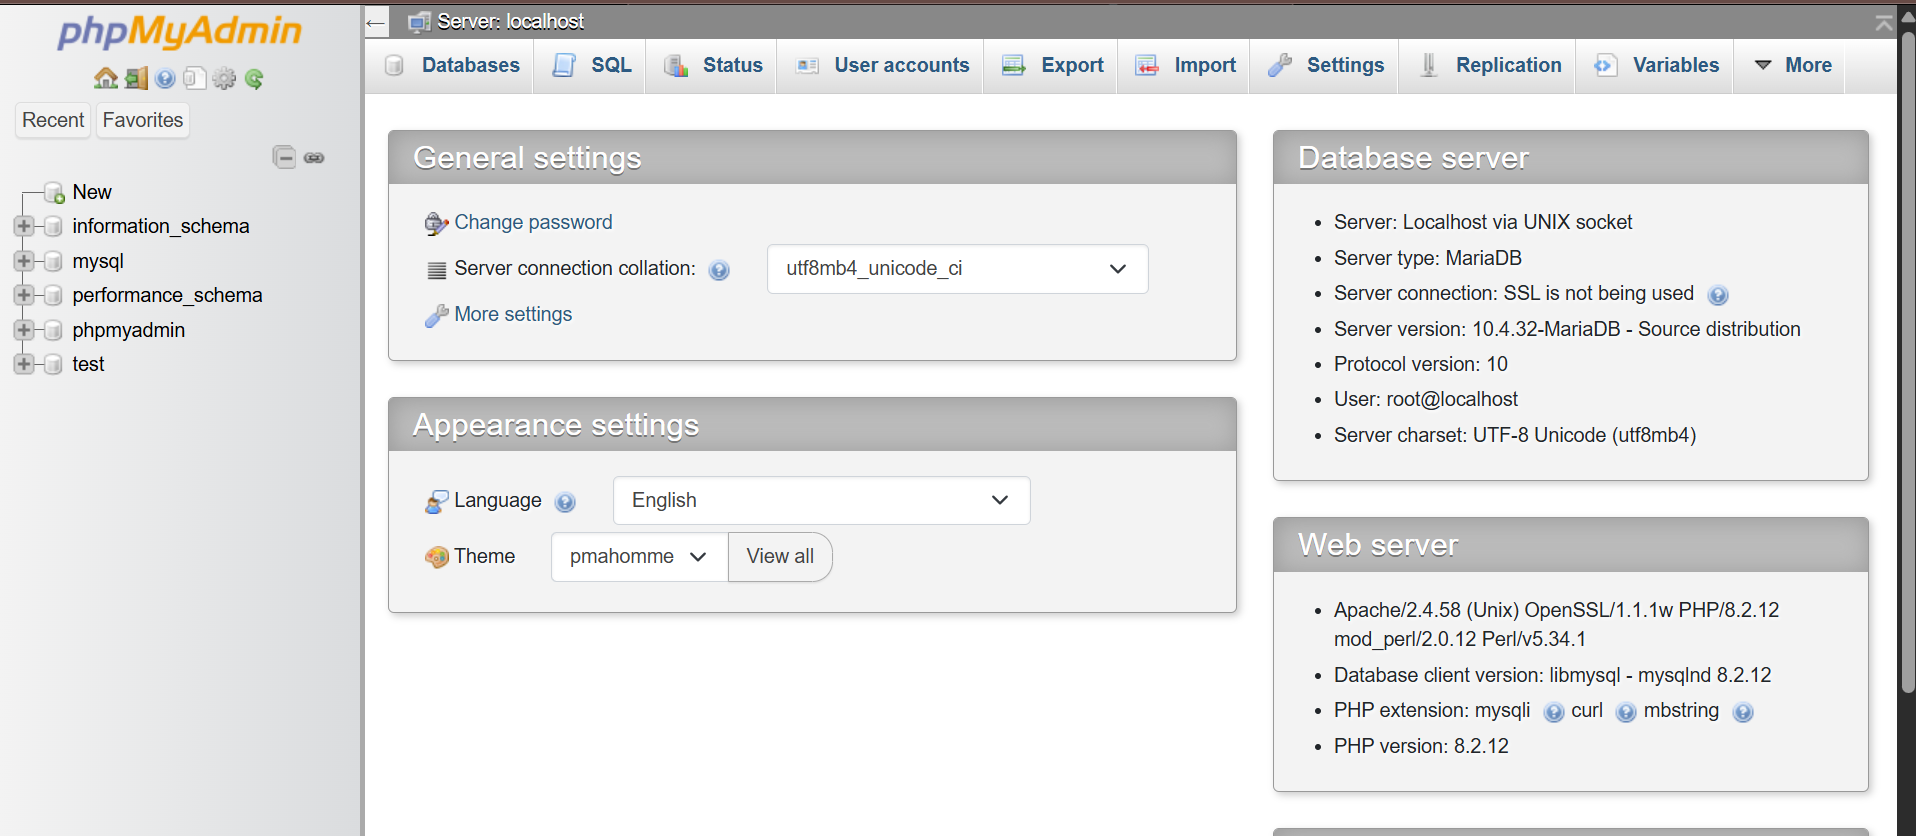 phpMyAdmin
Recent
Favorites
New
information_schema
mysql
performance_schema
phpmyadmin
test
Server: localhost
Databases
SQL
Status
User accounts
Export
Import
Settings
Replication
Variables
More
General settings
Change password
Server connection collation:
utf8mb4_unicode_ci
More settings
Appearance settings
Language
English
Theme
pmahomme
View all
Database server
Server: Localhost via UNIX socket
Server type: MariaDB
Server connection: SSL is not being used
Server version: 10.4.32-MariaDB - Source distribution
Protocol version: 10
User: root@localhost
Server charset: UTF-8 Unicode (utf8mb4)
Web server
Apache/2.4.58 (Unix) OpenSSL/1.1.1w PHP/8.2.12
mod_perl/2.0.12 Perl/v5.34.1
Database client version: libmysql - mysqlnd 8.2.12
PHP extension: mysqli curl mbstring
PHP version: 8.2.12